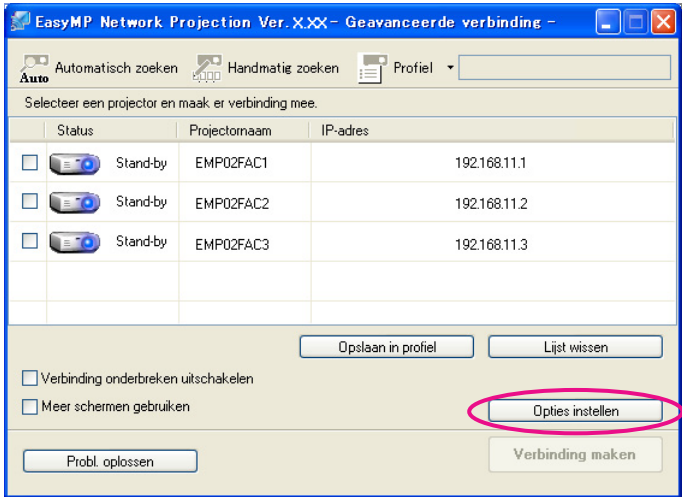 EasyMP Network Projection Ver. X.XX - Geavanceerde verbinding -
Auto Automatisch zoeken Handmatig zoeken Profiel
Selecteer een projector en maak er verbinding mee.
Status Projectornaam IP-adres
Stand-by EMP02FAC1 192.168.11.1
Stand-by EMP02FAC2 192.168.11.2
Stand-by EMP02FAC3 192.168.11.3
Opslaan in profiel Lijst wissen
Verbinding onderbreken uitschakelen
Meer schermen gebruiken Opties instellen
Probl. oplossen Verbinding maken